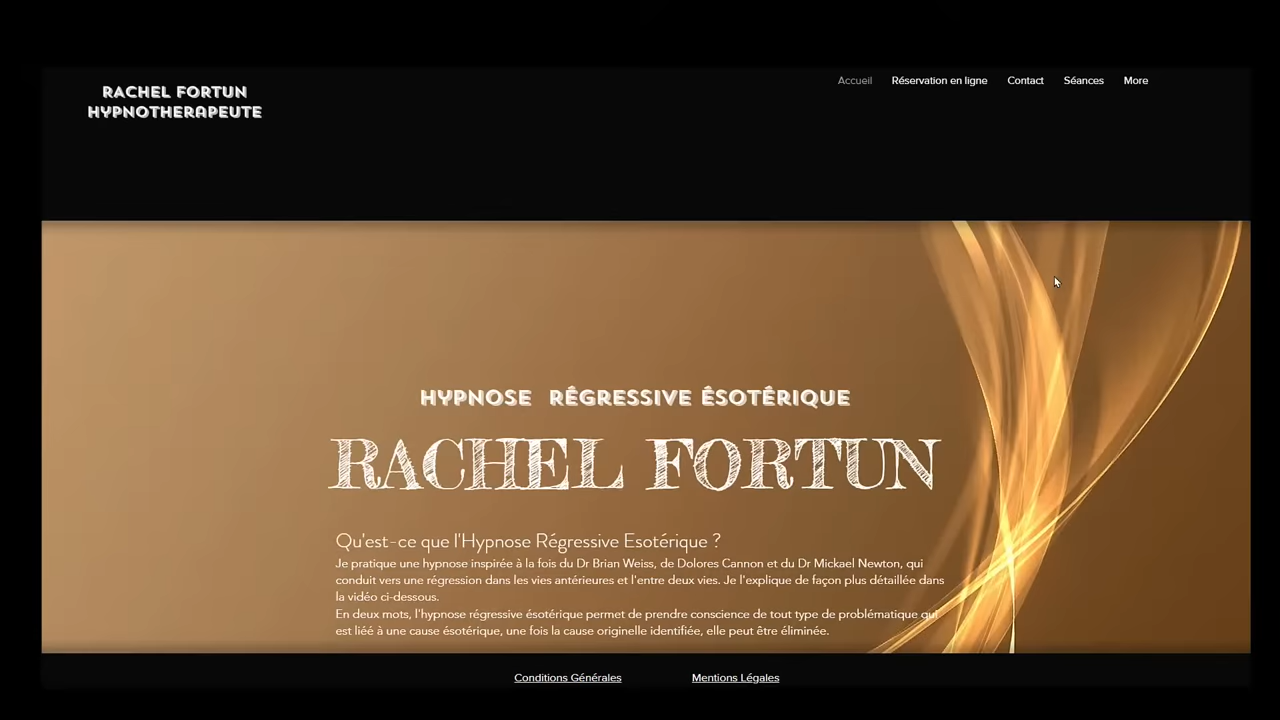 RACHEL FORTUN
HYPNOTHERAPEUTE
Accueil
Réservation en ligne
Contact
Séances
More
HYPNOSE RÉGRESSIVE ÉSOTÉRIQUE
RACHEL FORTUN
Qu'est-ce que l'Hypnose Régressive Esotérique ?
Je pratique une hypnose inspirée à la fois du Dr Brian Weiss, de Dolores Cannon et du Dr Mickael Newton, qui
conduit vers une régression dans les vies antérieures et l'entre deux vies. Je l'explique de façon plus détaillée dans
la vidéo ci-dessous.
En deux mots, l'hypnose régressive ésotérique permet de prendre conscience de tout type de problématique qui
est liéé à une cause ésotérique, une fois la cause originelle identifiée, elle peut être éliminée.
Conditions Générales
Mentions Légales